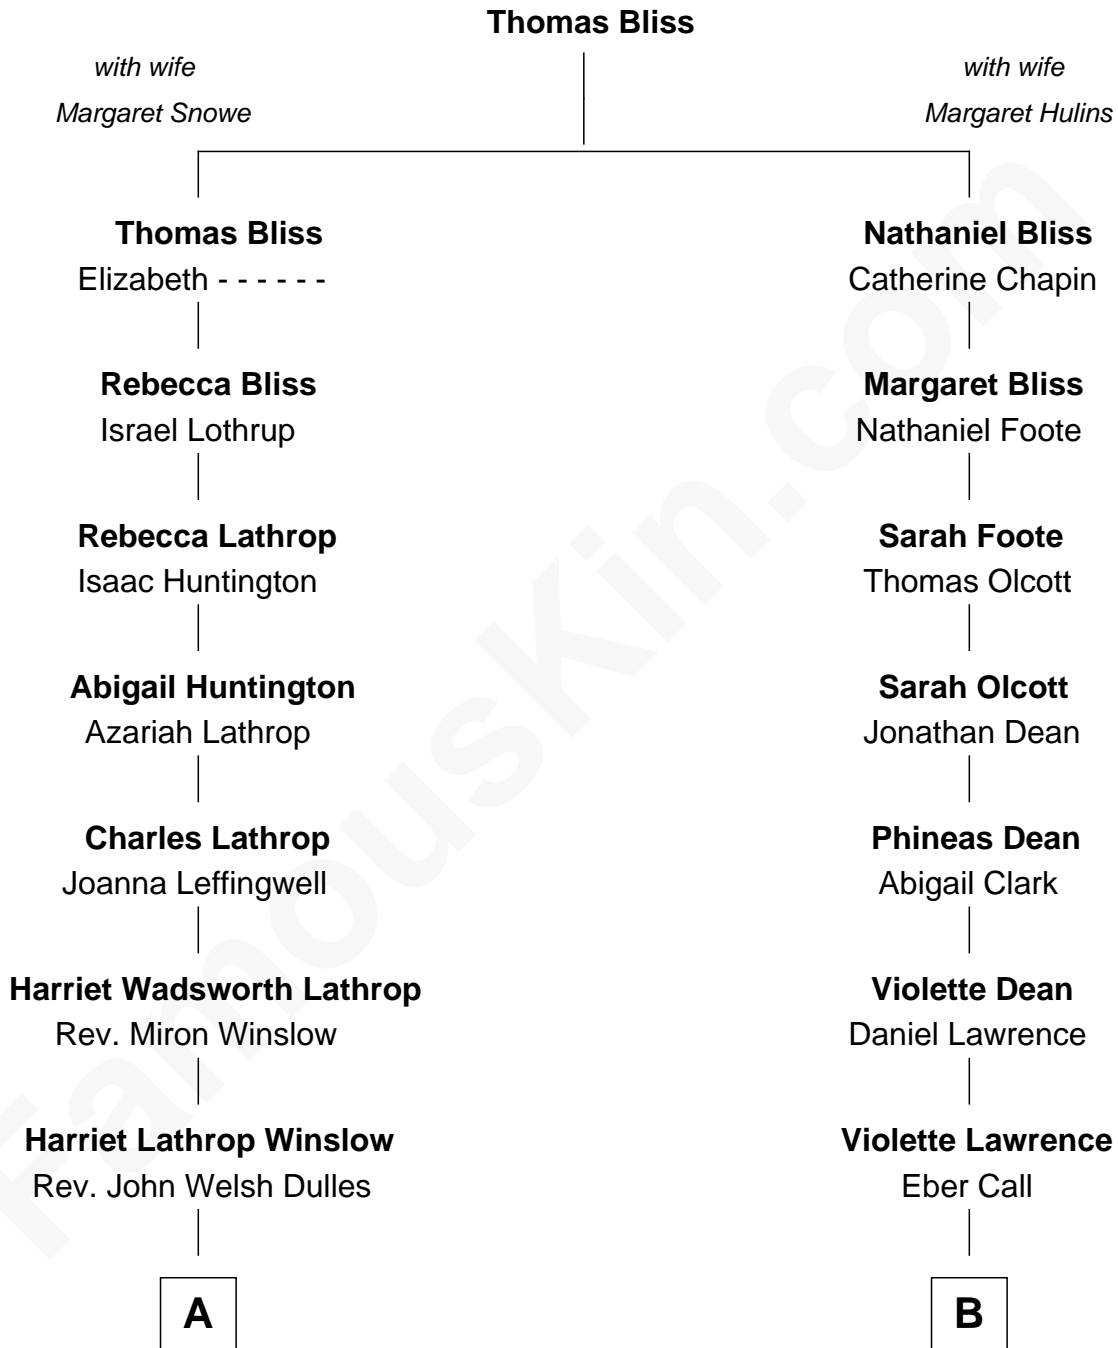 Thomas Bliss
with wife
Margaret Snowe
with wife
Margaret Hulins
Thomas Bliss
Elizabeth - - - - - -
Nathaniel Bliss
Catherine Chapin
Rebecca Bliss
Israel Lothrup
Margaret Bliss
Nathaniel Foote
Rebecca Lathrop
Isaac Huntington
Sarah Foote
Thomas Olcott
Abigail Huntington
Azariah Lathrop
Sarah Olcott
Jonathan Dean
Charles Lathrop
Joanna Leffingwell
Phineas Dean
Abigail Clark
Harriet Wadsworth Lathrop
Rev. Miron Winslow
Violette Dean
Daniel Lawrence
Harriet Lathrop Winslow
Rev. John Welsh Dulles
Violette Lawrence
Eber Call
A
B
FamousKin.com